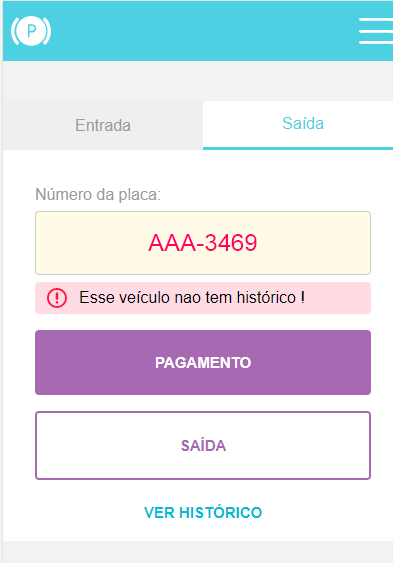 P
Entrada
Saída
Número da placa:
AAA-3469
Esse veículo nao tem histórico !
PAGAMENTO
SAÍDA
VER HISTÓRICO